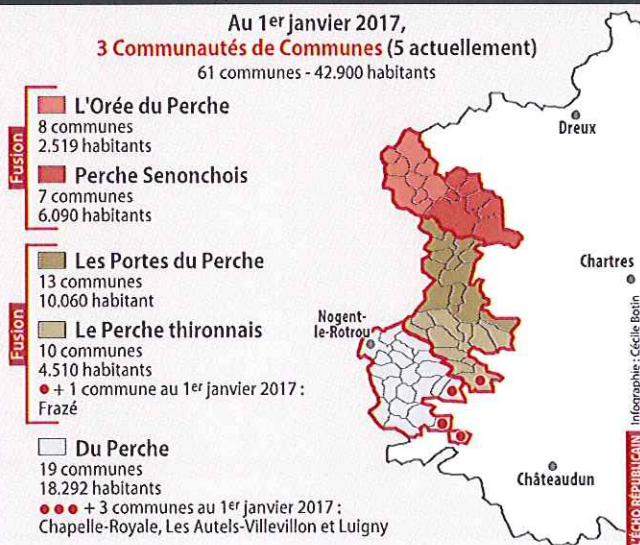 Au 1er janvier 2017,
3 Communautés de Communes (5 actuellement)
61 communes - 42.900 habitants
Fusion
L'Orée du Perche
8 communes
2.519 habitants
Perche Senonchois
7 communes
6.090 habitants
Fusion
Les Portes du Perche
13 communes
10.060 habitant
Le Perche thironnais
10 communes
4.510 habitants
+ 1 commune au 1er janvier 2017 :
Frazé
Du Perche
19 communes
18.292 habitants
+ 3 communes au 1er janvier 2017 :
Chapelle-Royale, Les Autels-Villevillon et Luigny
Dreux
Chartres
Nogent-
le-Rotrou
Châteaudun
Infographie : Cécile Botin
L'ÉCHO RÉPUBLICAIN